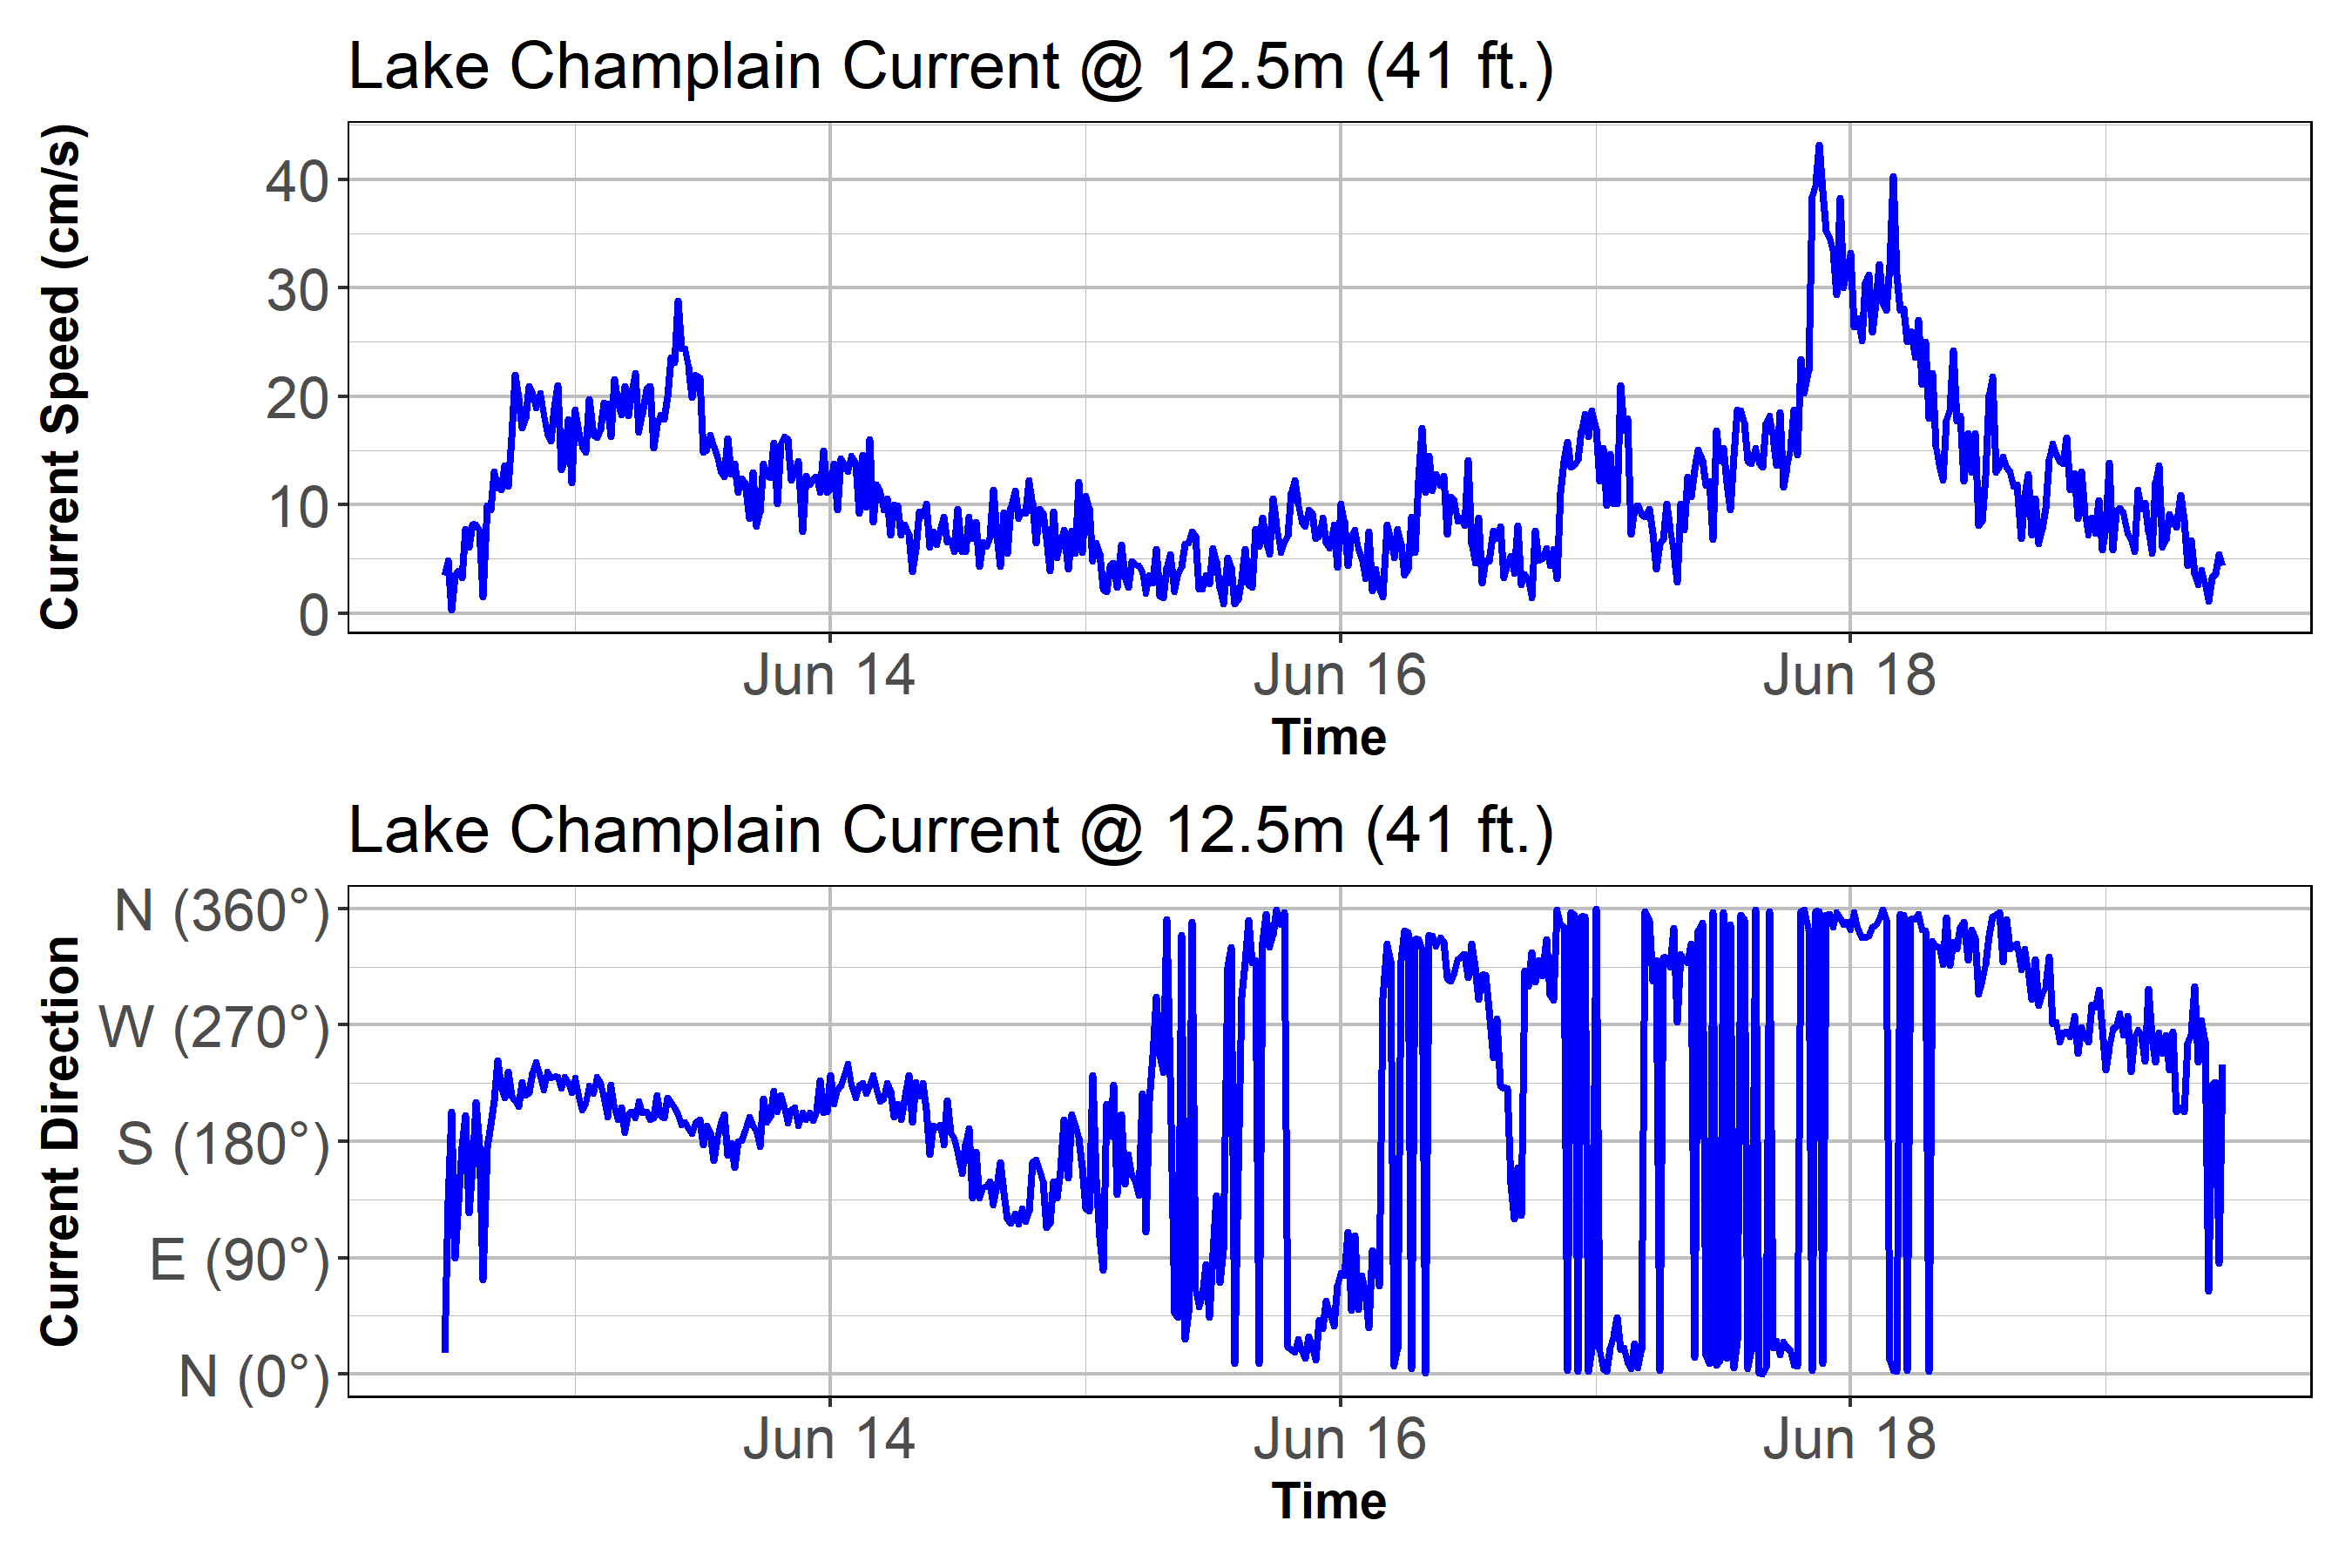 Lake Champlain Current @ 12.5m (41 ft.)
Current Speed (cm/s)
40
30
20
10
0
Jun 14 Jun 16 Jun 18
Time
Lake Champlain Current @ 12.5m (41 ft.)
Current Direction
N (360°)
W (270°)
S (180°)
E (90°)
N (0°)
Jun 14 Jun 16 Jun 18
Time